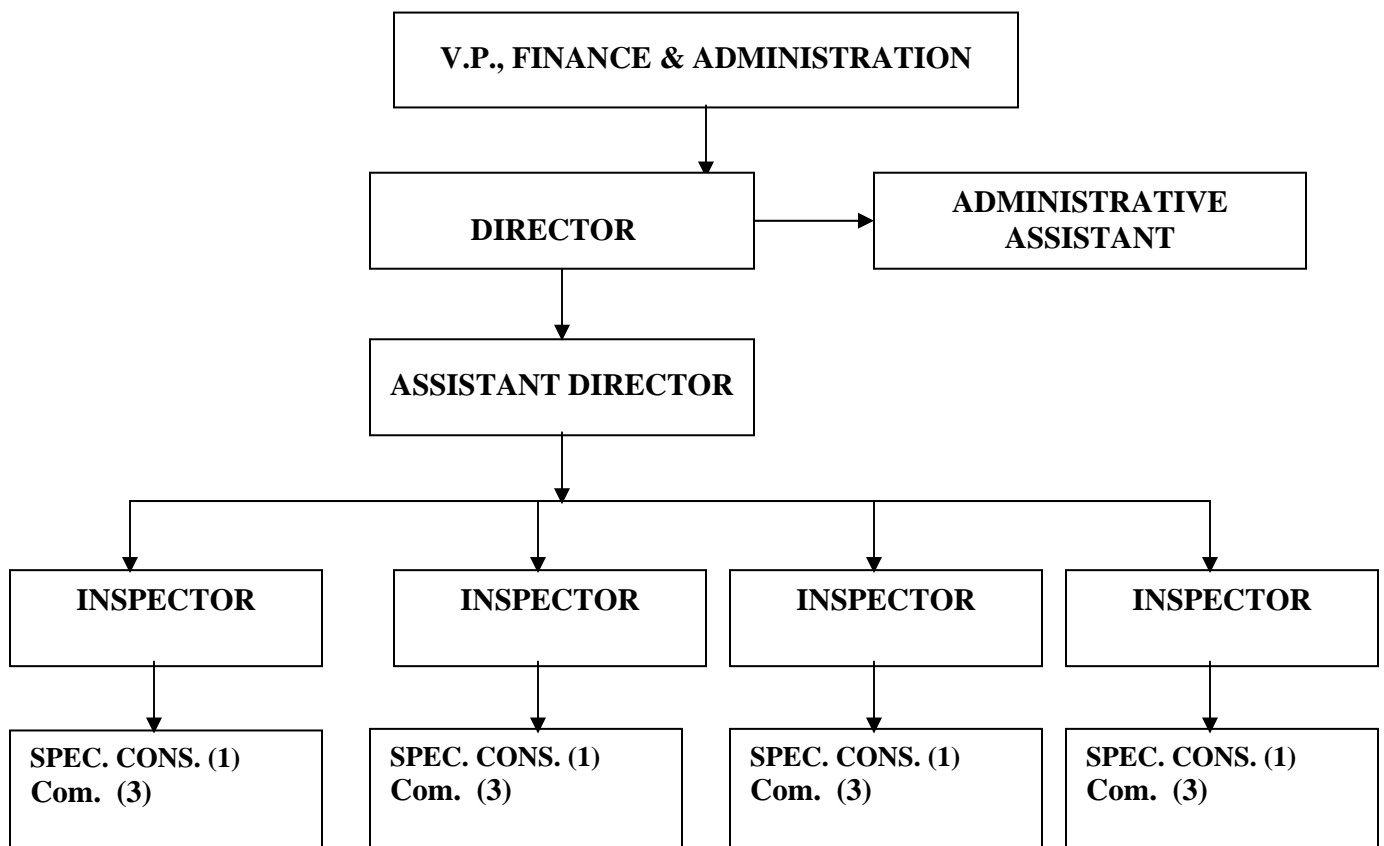 V.P., FINANCE & ADMINISTRATION
DIRECTOR
ADMINISTRATIVE
ASSISTANT
ASSISTANT DIRECTOR
INSPECTOR
INSPECTOR
INSPECTOR
INSPECTOR
SPEC. CONS. (1)
Com. (3)
SPEC. CONS. (1)
Com. (3)
SPEC. CONS. (1)
Com. (3)
SPEC. CONS. (1)
Com. (3)